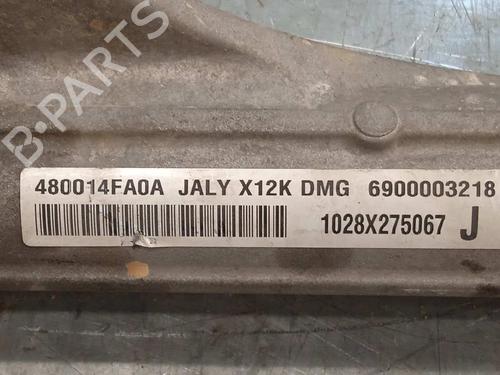 B-PARTS
480014FA0A JALY X12K DMG 6900003218
1028X275067 J